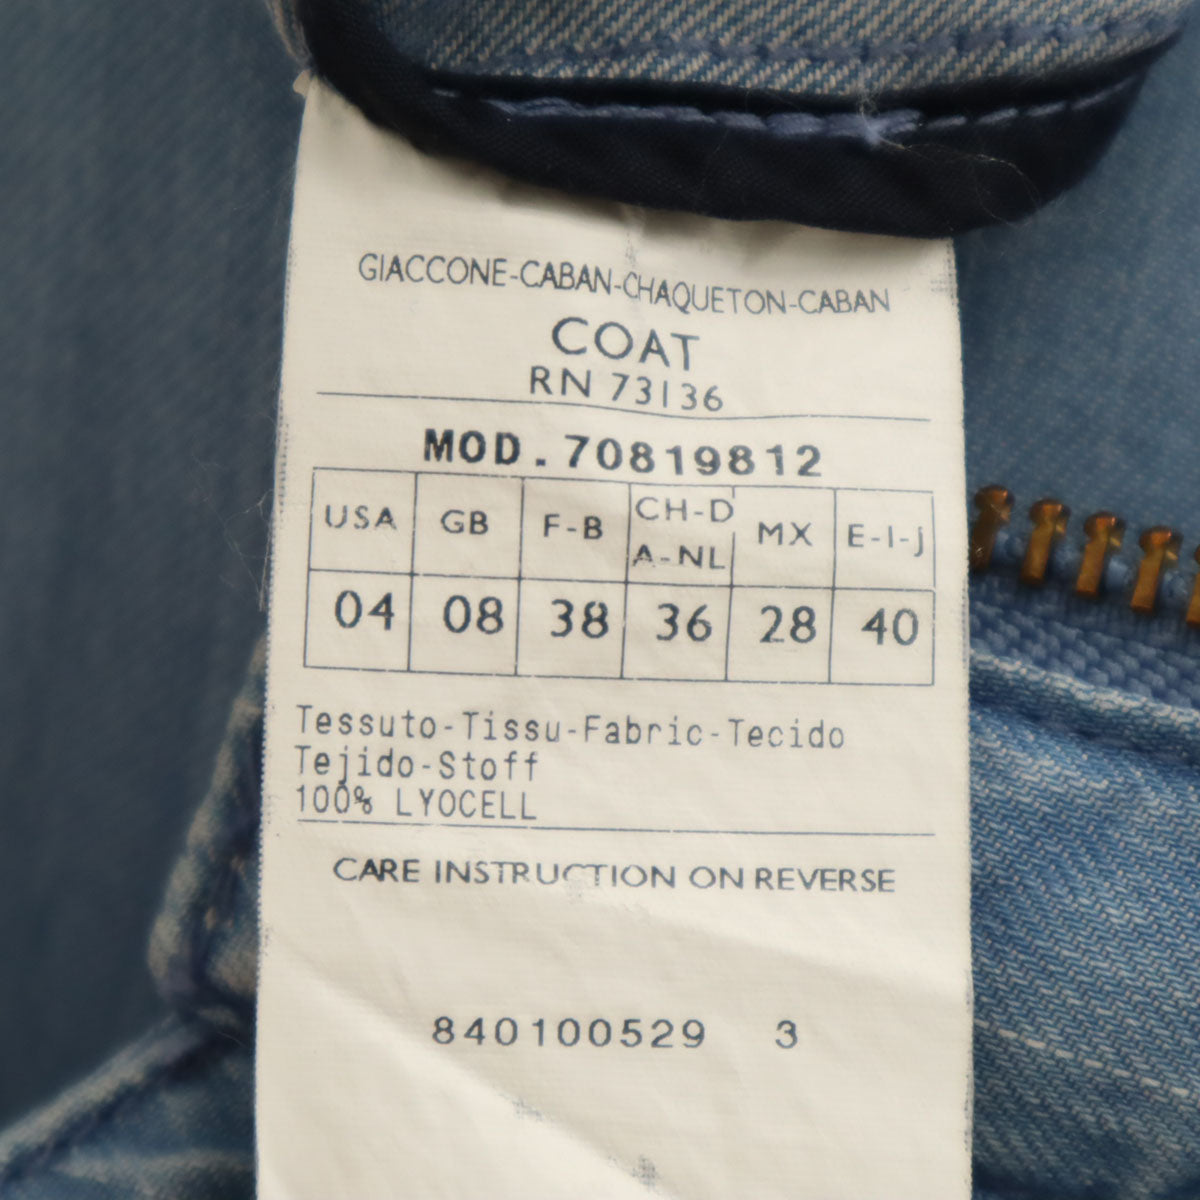 GIACCONE-CABAN-CHAQUETON-CABAN
COAT
RN 73136
MOD.70819812
USA GB F-B CH-D A-NL MX E-I-J
04 08 38 36 28 40
Tessuto-Tissu-Fabric-Tecido
Tejido-Stoff
100% LYOCELL
CARE INSTRUCTION ON REVERSE
840100529 3